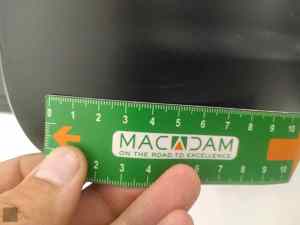 0 1 2 3 4 5 6 7 8 9 10
MACADAM
ON THE ROAD TO EXCELLENCE
2 3 4 5 6 7 8 9 10